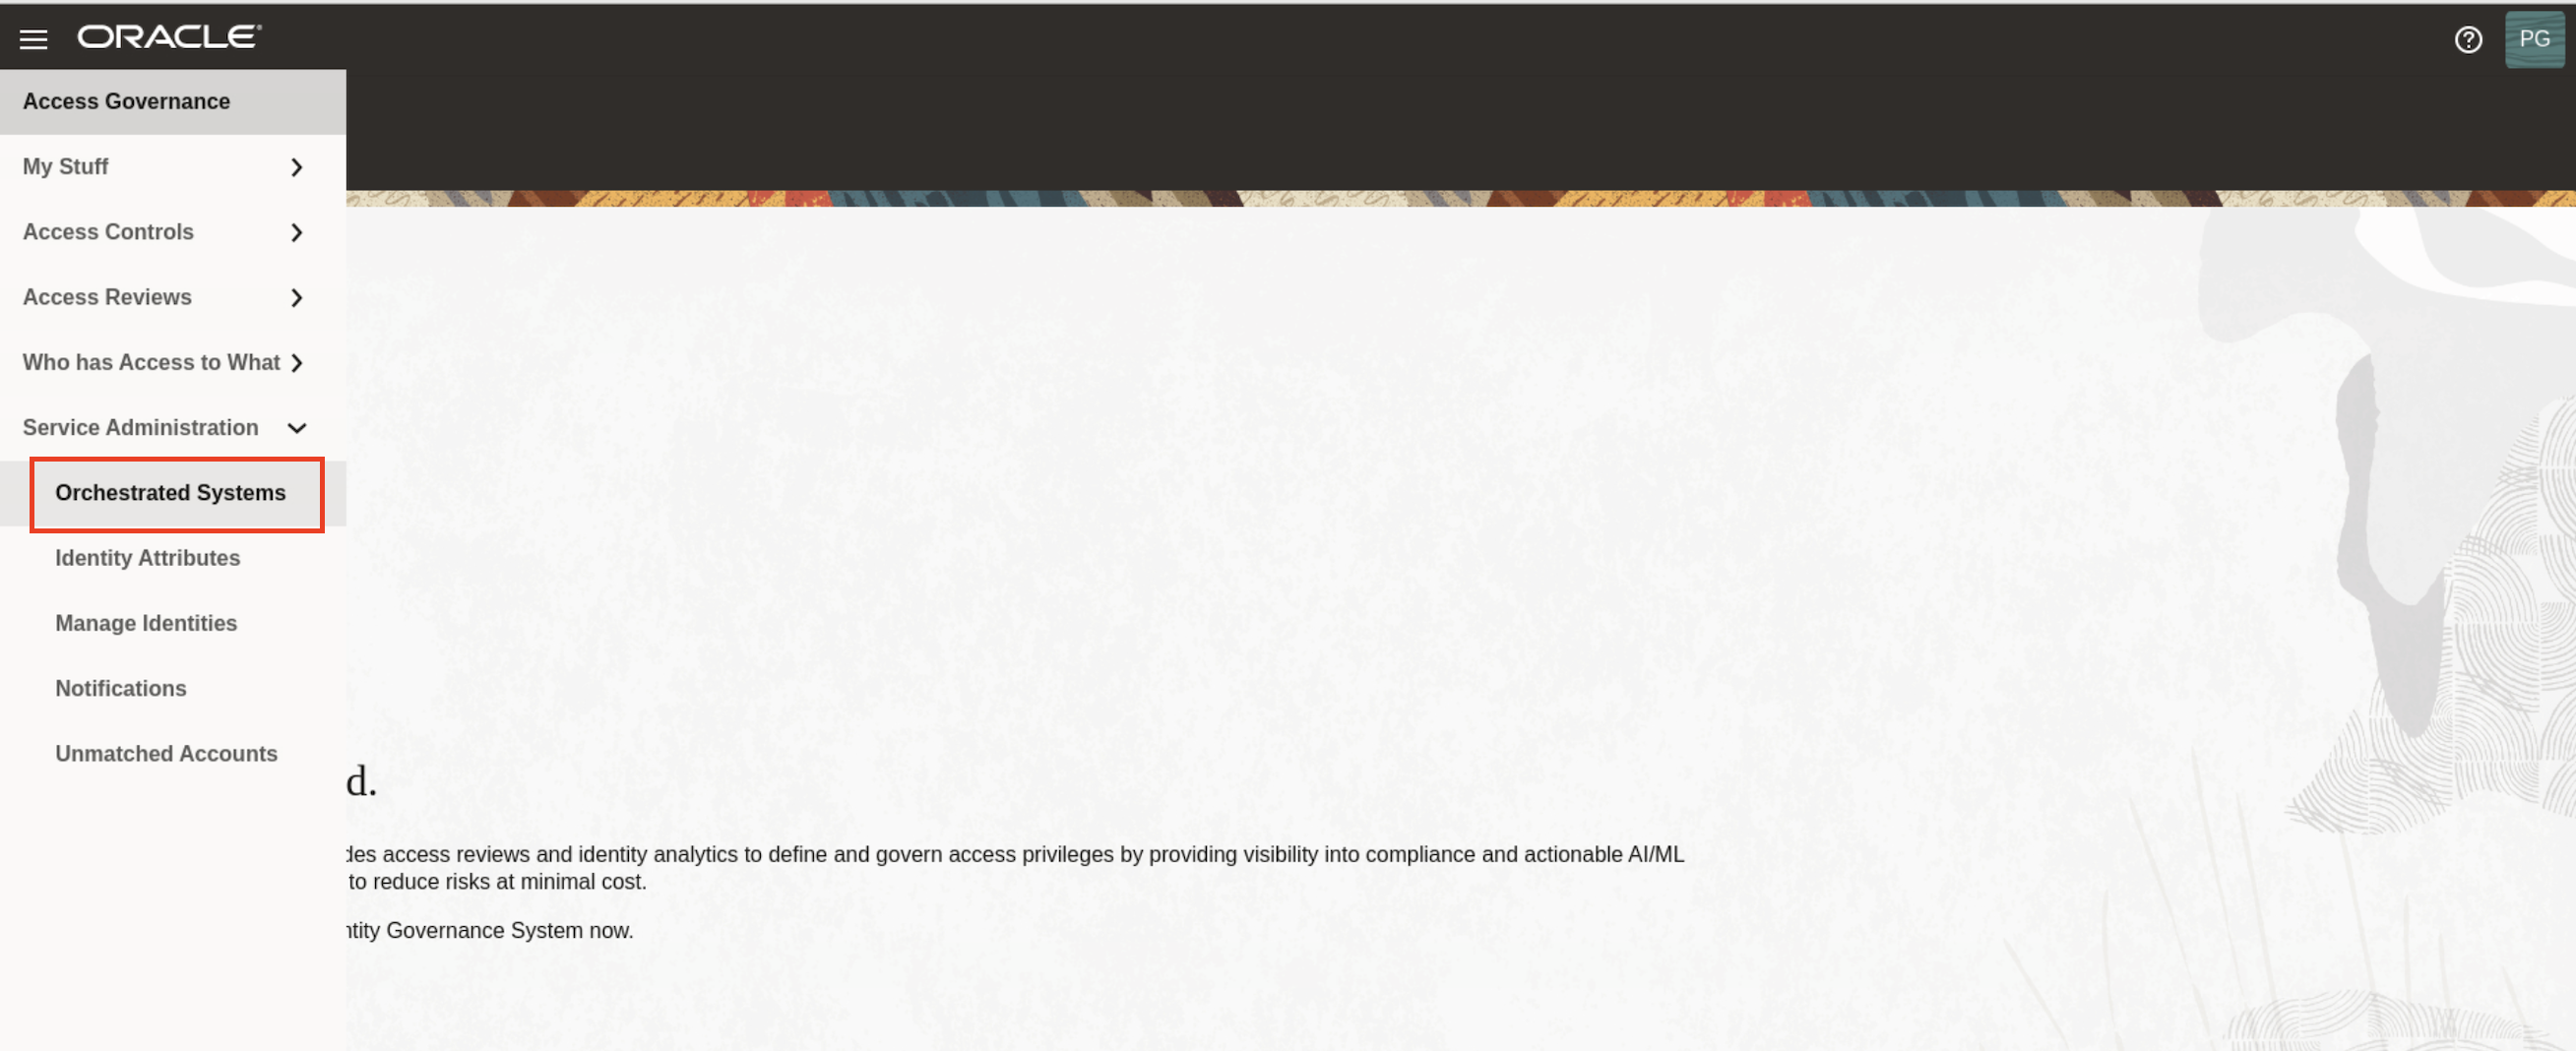 ORACLE
PG
Access Governance
My Stuff
Access Controls
Access Reviews
Who has Access to What
Service Administration
Orchestrated Systems
Identity Attributes
Manage Identities
Notifications
Unmatched Accounts
d.
des access reviews and identity analytics to define and govern access privileges by providing visibility into compliance and actionable AI/ML
to reduce risks at minimal cost.
ntity Governance System now.